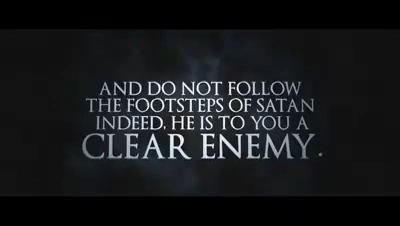 AND DO NOT FOLLOW
THE FOOTSTEPS OF SATAN
INDEED, HE IS TO YOU A
CLEAR ENEMY.